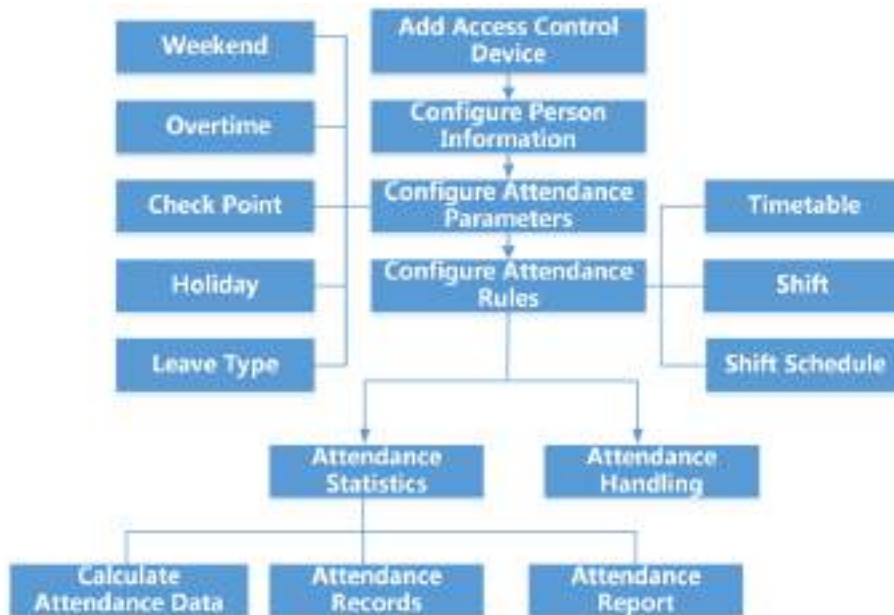 Weekend
Add Access Control
Device
Overtime
Configure Person
Information
Check Point
Configure Attendance
Parameters
Timetable
Holiday
Configure Attendance
Rules
Shift
Leave Type
Shift Schedule
Attendance
Statistics
Attendance
Handling
Calculate
Attendance Data
Attendance
Records
Attendance
Report